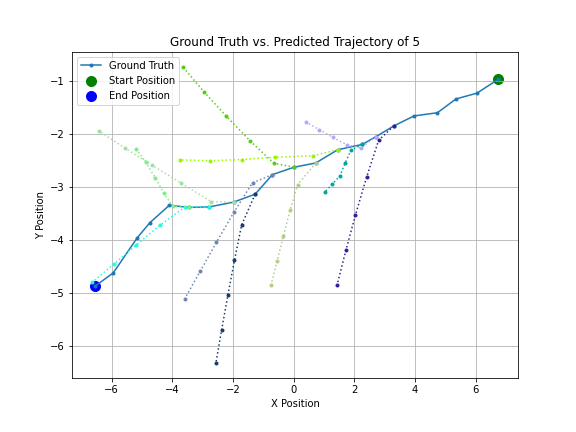 Ground Truth vs. Predicted Trajectory of 5
Ground Truth
Start Position
End Position
−1
−2
−3
−4
−5
−6
Y Position
−6
−4
−2
0
2
4
6
X Position